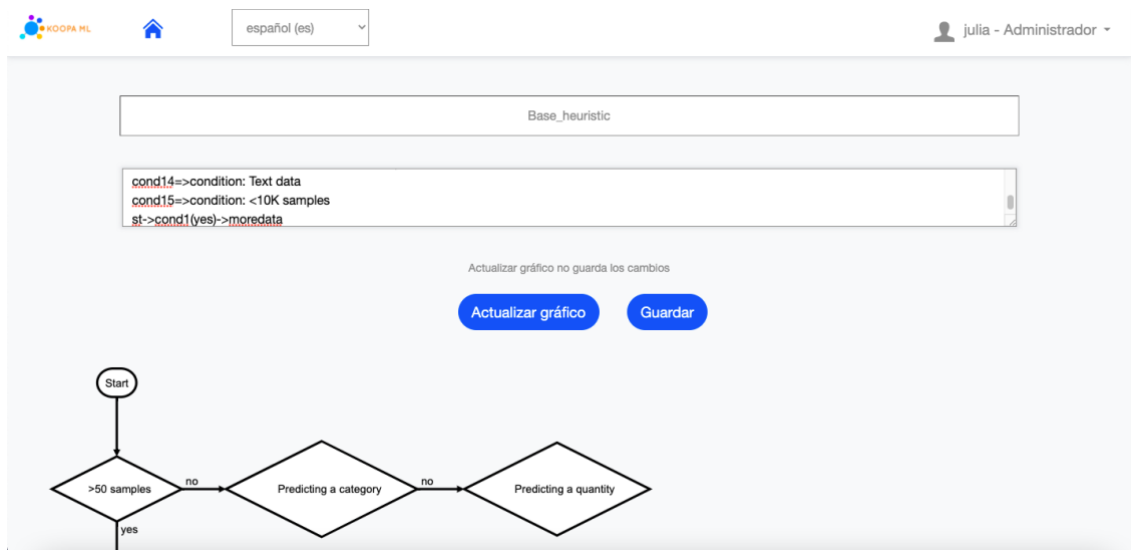 KOOPA ML
español (es)
julia - Administrador
Base_heuristic
cond14=>condition: Text data
cond15=>condition: <10K samples
st->cond1(yes)->moredata
Actualizar gráfico no guarda los cambios
Actualizar gráfico
Guardar
Start
>50 samples
no
Predicting a category
no
Predicting a quantity
yes